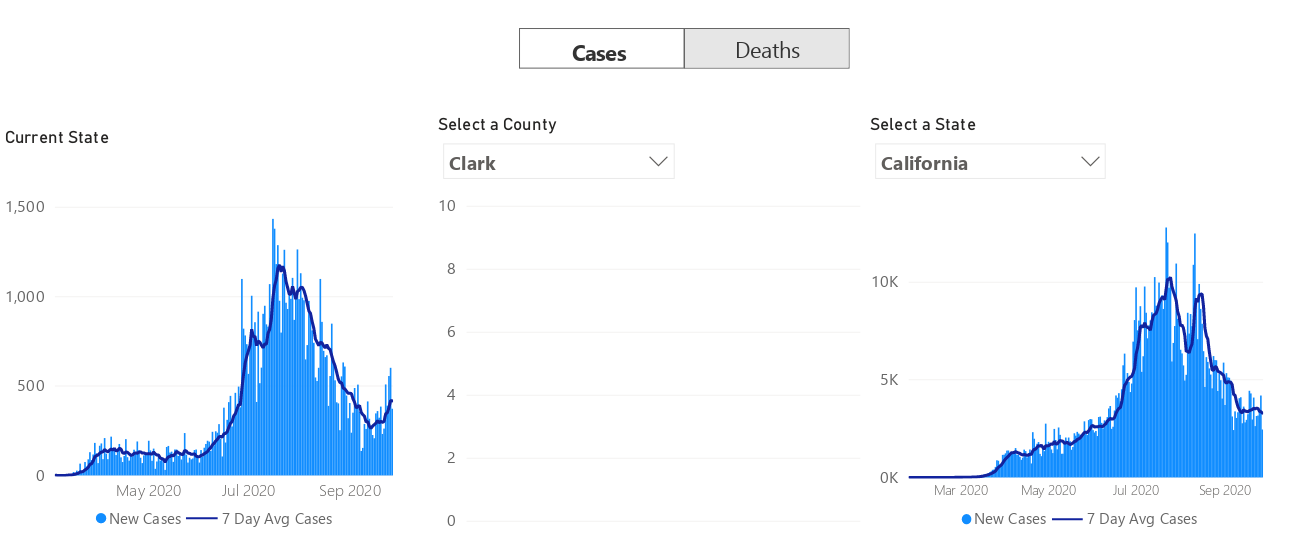 Cases
Deaths
Current State
Select a County
Select a State
Clark
California
1,500
1,000
500
0
May 2020
Jul 2020
Sep 2020
New Cases
7 Day Avg Cases
10
8
6
4
2
0
10K
5K
0K
Mar 2020
May 2020
Jul 2020
Sep 2020
New Cases
7 Day Avg Cases